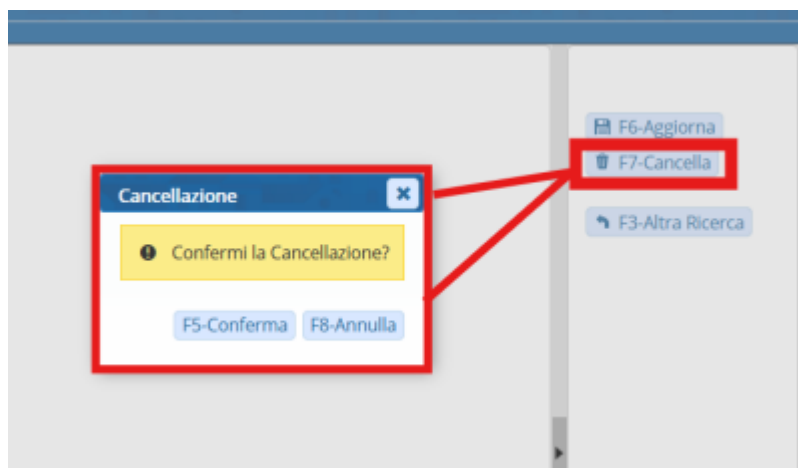 F6-Aggiorna
F7-Cancella
F3-Altra Ricerca
Cancellazione
Confermi la Cancellazione?
F5-Conferma F8-Annulla